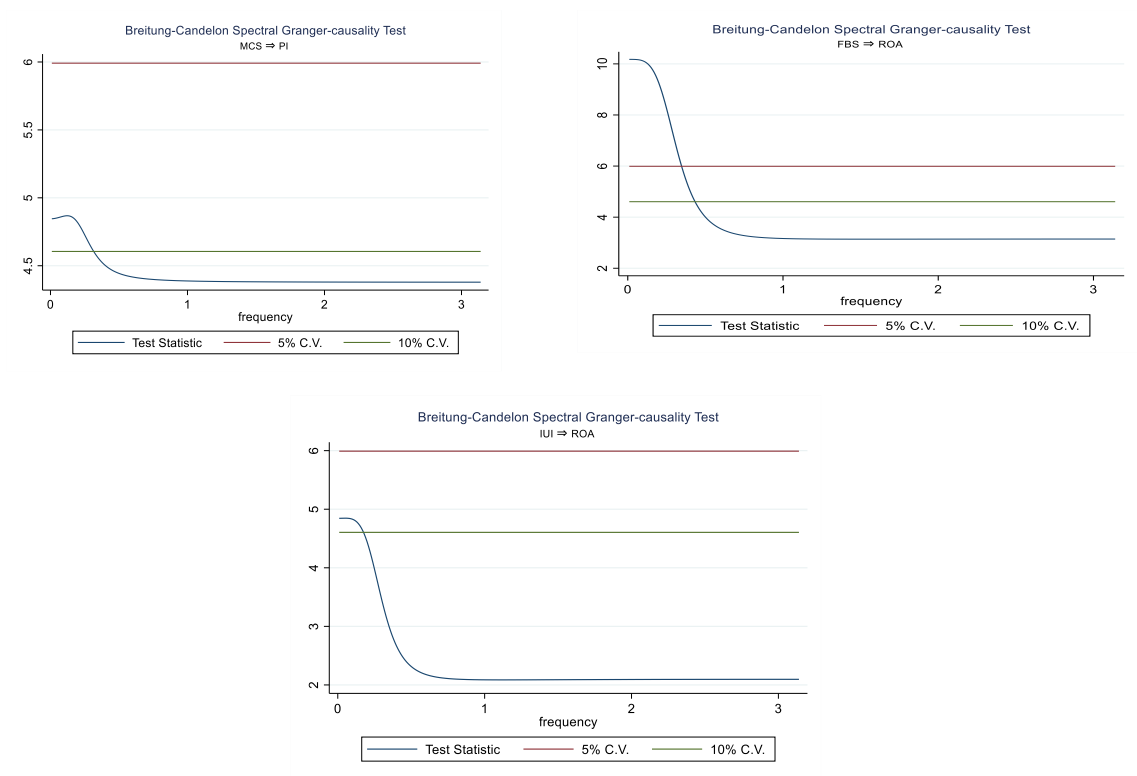 Breitung-Candelon Spectral Granger-causality Test
MCS ⇒ PI
6
5.5
5
4.5
0 1 2 3
frequency
Test Statistic 5% C.V. 10% C.V.
Breitung-Candelon Spectral Granger-causality Test
FBS ⇒ ROA
10
8
6
4
2
0 1 2 3
frequency
Test Statistic 5% C.V. 10% C.V.
Breitung-Candelon Spectral Granger-causality Test
IUI ⇒ ROA
6
5
4
3
2
0 1 2 3
frequency
Test Statistic 5% C.V. 10% C.V.